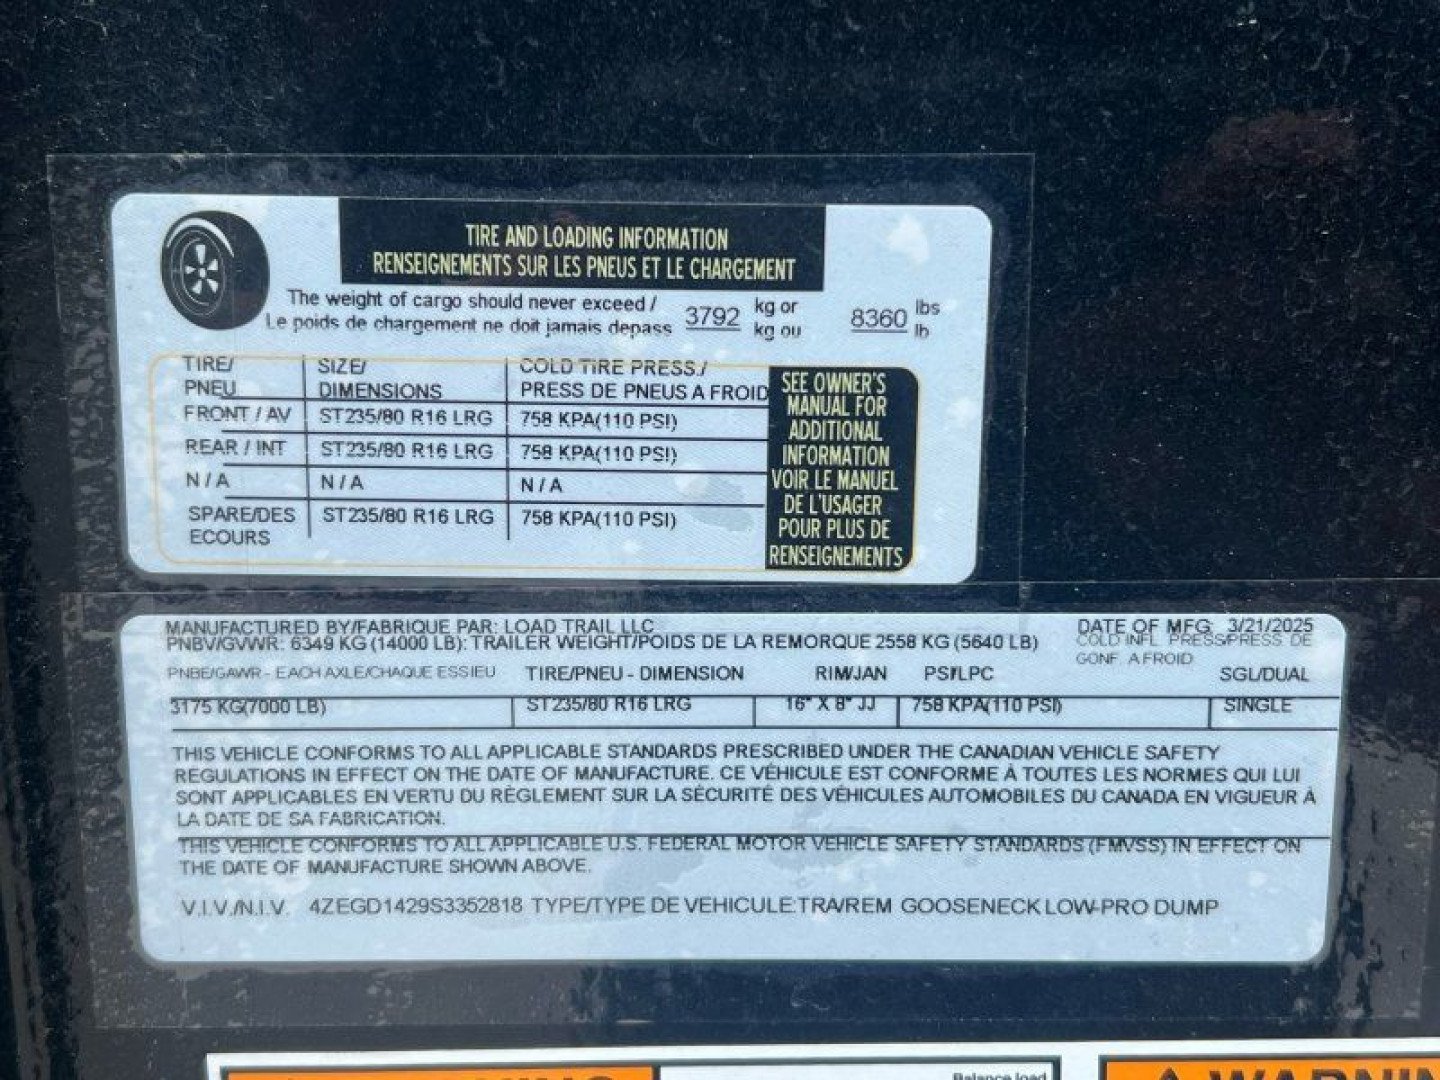 TIRE AND LOADING INFORMATION
RENSEIGNEMENTS SUR LES PNEUS ET LE CHARGEMENT
The weight of cargo should never exceed / 3792 kg or 8360 lbs
Le poids de chargement ne doit jamais depass kg ou lb
TIRE/ SIZE/ COLD TIRE PRESS./
PNEU DIMENSIONS PRESS DE PNEUS A FROID
FRONT / AV ST235/80 R16 LRG 758 KPA(110 PSI)
REAR / INT ST235/80 R16 LRG 758 KPA(110 PSI)
N / A N / A N / A
SPARE/DES ST235/80 R16 LRG 758 KPA(110 PSI)
ECOURS
SEE OWNER'S
MANUAL FOR
ADDITIONAL
INFORMATION
VOIR LE MANUEL
DE L'USAGER
POUR PLUS DE
RENSEIGNEMENTS
MANUFACTURED BY/FABRIQUE PAR: LOAD TRAIL LLC DATE OF MFG: 3/21/2025
PNBV/GVWR: 6349 KG (14000 LB): TRAILER WEIGHT/POIDS DE LA REMORQUE 2558 KG (5640 LB) COLD INFL. PRESS/PRESS. DE
GONF. A FROID
PNBE/GAWR - EACH AXLE/CHAQUE ESSIEU TIRE/PNEU - DIMENSION RIM/JAN PSI/LPC SGL/DUAL
3175 KG(7000 LB) ST235/80 R16 LRG 16" X 8" JJ 758 KPA(110 PSI) SINGLE
THIS VEHICLE CONFORMS TO ALL APPLICABLE STANDARDS PRESCRIBED UNDER THE CANADIAN VEHICLE SAFETY
REGULATIONS IN EFFECT ON THE DATE OF MANUFACTURE. CE VÉHICULE EST CONFORME À TOUTES LES NORMES QUI LUI
SONT APPLICABLES EN VERTU DU RÈGLEMENT SUR LA SÉCURITÉ DES VÉHICULES AUTOMOBILES DU CANADA EN VIGUEUR À
LA DATE DE SA FABRICATION.
THIS VEHICLE CONFORMS TO ALL APPLICABLE U.S. FEDERAL MOTOR VEHICLE SAFETY STANDARDS (FMVSS) IN EFFECT ON
THE DATE OF MANUFACTURE SHOWN ABOVE.
V.I.V./N.I.V. 4ZEGD1429S3352818 TYPE/TYPE DE VEHICULE:TRA/REM GOOSENECK LOW-PRO DUMP
Balance load